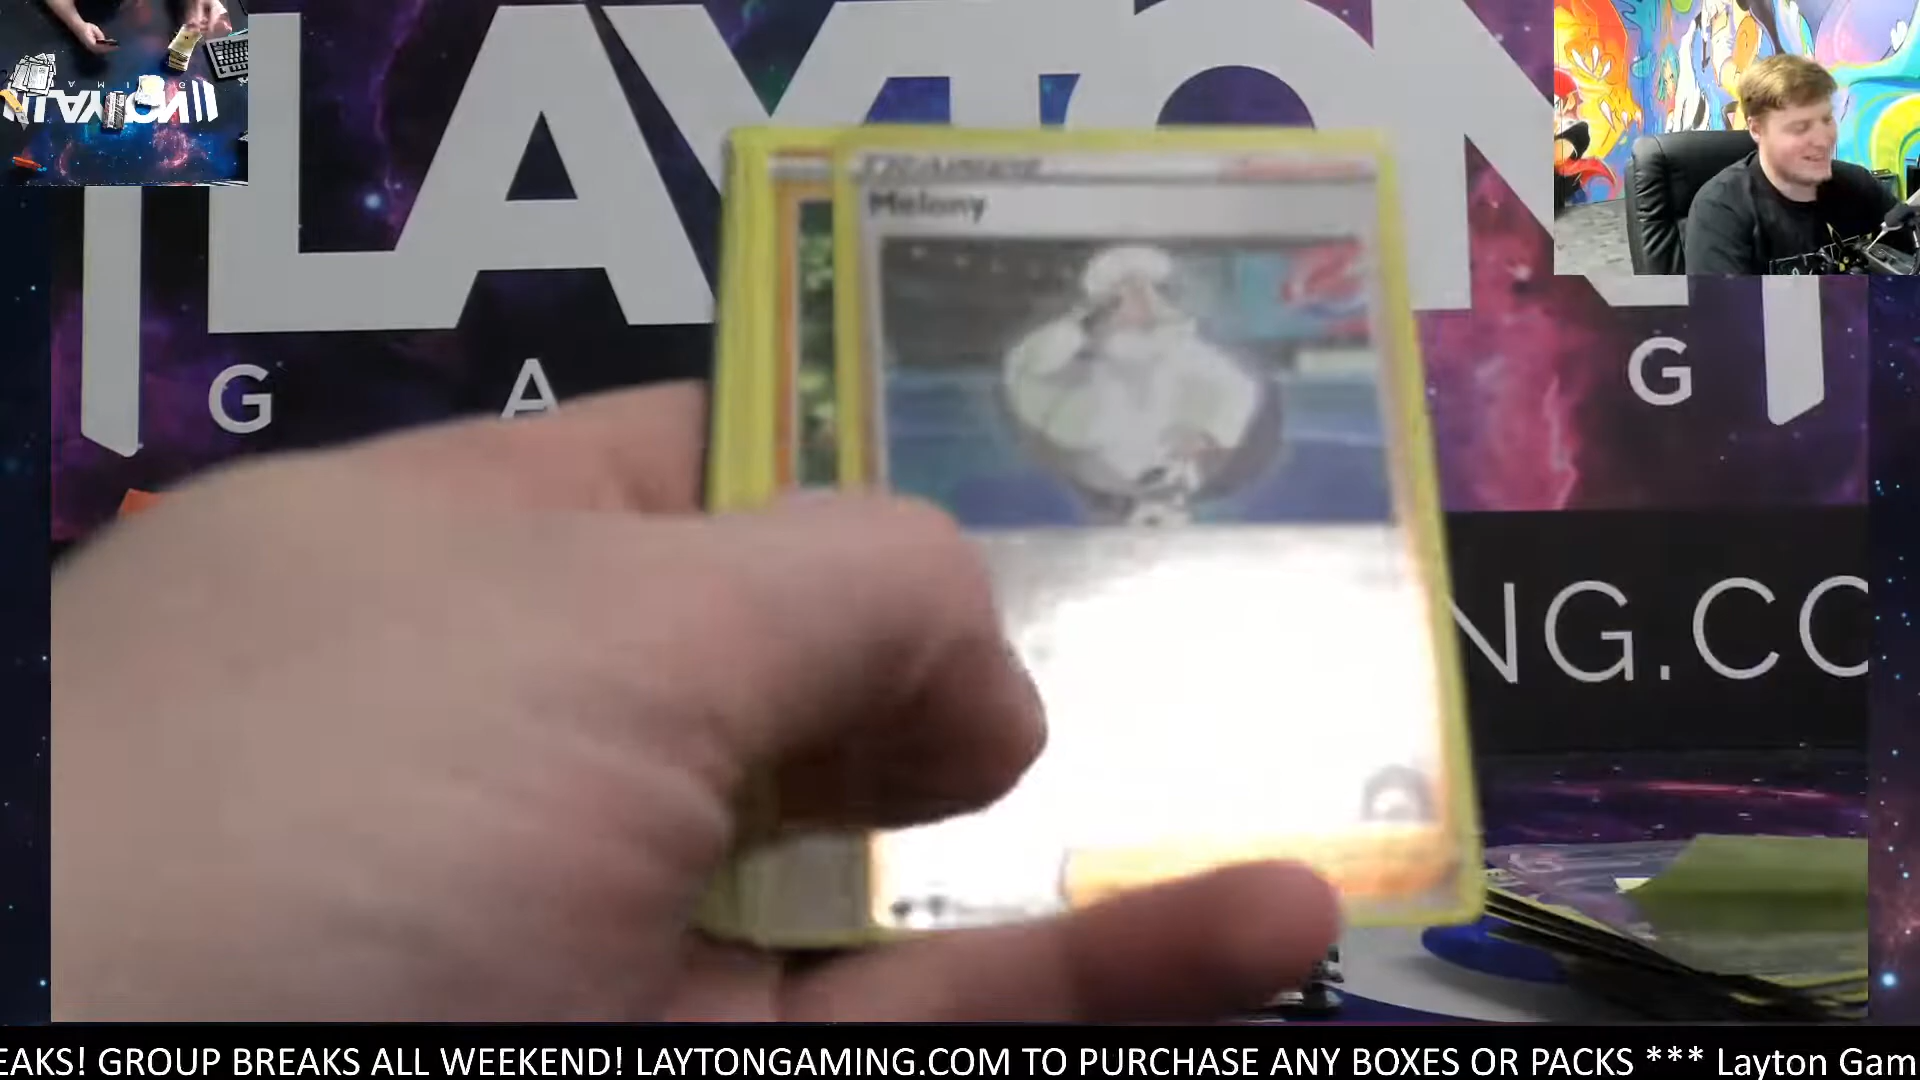 LAYTON
G A G
NG.CO
Melony
EAKS! GROUP BREAKS ALL WEEKEND! LAYTONGAMING.COM TO PURCHASE ANY BOXES OR PACKS *** Layton Gam